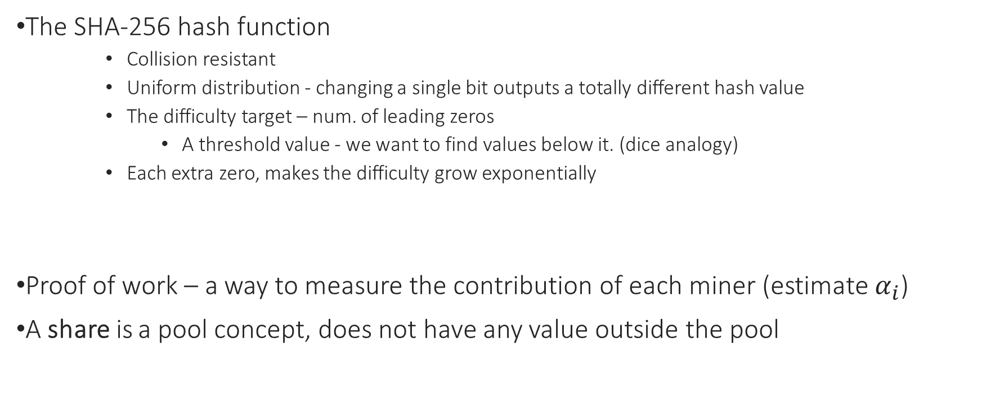 •The SHA-256 hash function
• Collision resistant
• Uniform distribution - changing a single bit outputs a totally different hash value
• The difficulty target – num. of leading zeros
• A threshold value - we want to find values below it. (dice analogy)
• Each extra zero, makes the difficulty grow exponentially
•Proof of work – a way to measure the contribution of each miner (estimate 𝛼𝑖)
•A share is a pool concept, does not have any value outside the pool